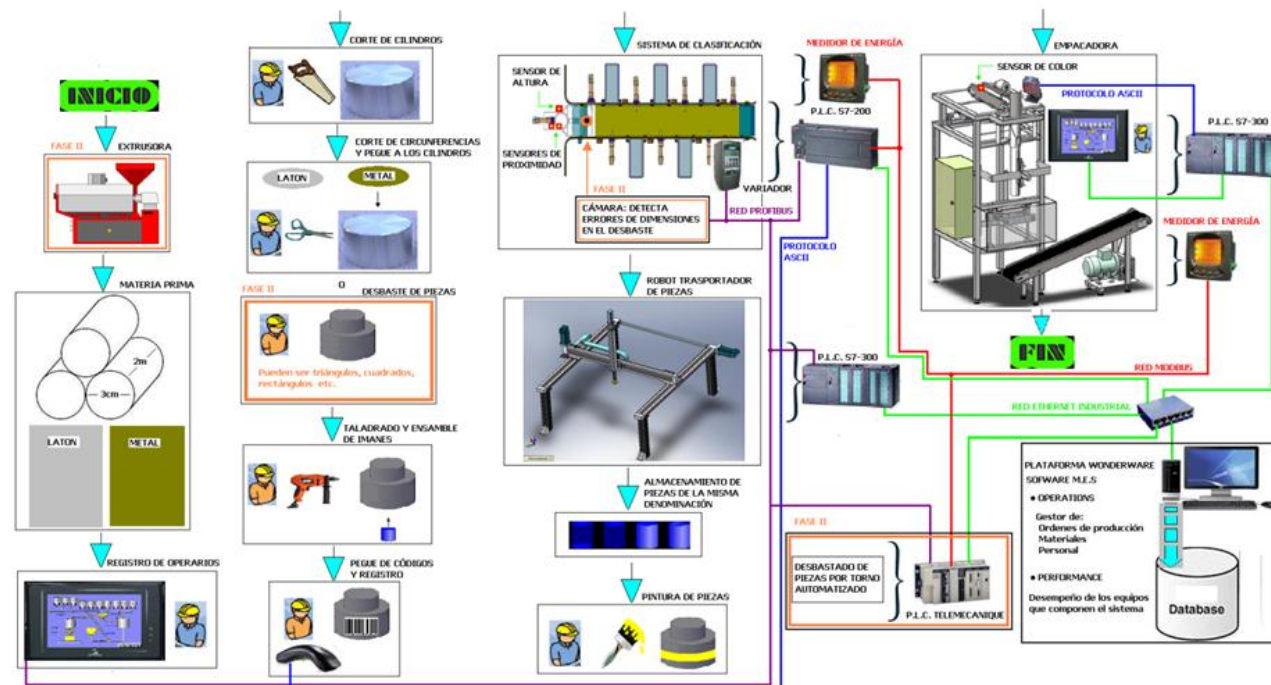 INICIO
FASE II
EXTRUSORA
MATERIA PRIMA
2m
3cm
LATON
METAL
REGISTRO DE OPERARIOS
CORTE DE CILINDROS
CORTE DE CIRCUNFERENCIAS
Y PEGUE A LOS CILINDROS
LATON
METAL
O
FASE II
DESBASTE DE PIEZAS
Pueden ser triángulos, cuadrados,
rectángulos etc.
TALADRADO Y ENSAMBLE
DE IMANES
PEGUE DE CÓDIGOS
Y REGISTRO
SISTEMA DE CLASIFICACIÓN
SENSOR DE
ALTURA
SENSORES DE
PROXIMIDAD
FASE II
VARIADOR
CÁMARA: DETECTA
ERRORES DE DIMENSIONES
EN EL DESBASTE
RED PROFIBUS
ROBOT TRASPORTADOR
DE PIEZAS
ALMACENAMIENTO DE
PIEZAS DE LA MISMA
DENOMINACIÓN
PINTURA DE PIEZAS
MEDIDOR DE ENERGÍA
P.L.C. S7-200
PROTOCOLO
ASCII
P.L.C. S7-300
RED ETHERNET INDUSTRIAL
RED MODBUS
FASE II
DESBASTADO DE
PIEZAS POR TORNO
AUTOMATIZADO
P.L.C. TELEMECANIQUE
EMPACADORA
SENSOR DE COLOR
PROTOCOLO ASCII
P.L.C. S7-300
MEDIDOR DE ENERGÍA
FIN
PLATAFORMA WONDERWARE
SOFWARE M.E.S
• OPERATIONS
Gestor de:
Ordenes de producción
Materiales
Personal
• PERFORMANCE
Desempeño de los equipos
que componen el sistema
Database